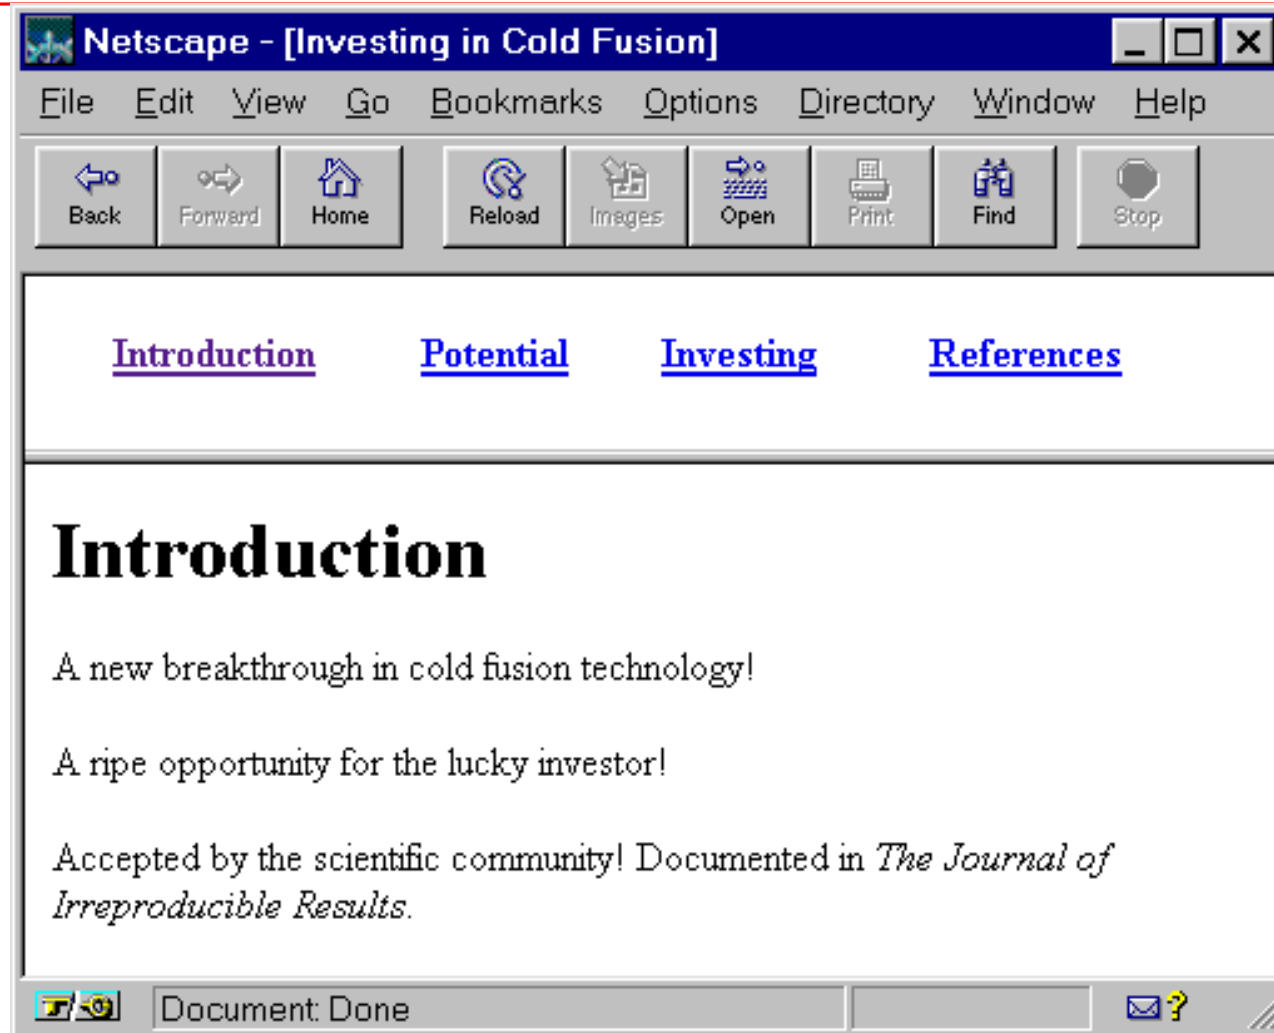 Netscape - [Investing in Cold Fusion]
File Edit View Go Bookmarks Options Directory Window Help
Back Forward Home Reload Images Open Print Find Stop
Introduction Potential Investing References
Introduction
A new breakthrough in cold fusion technology!
A ripe opportunity for the lucky investor!
Accepted by the scientific community! Documented in The Journal of
Irreproducible Results.
Document: Done